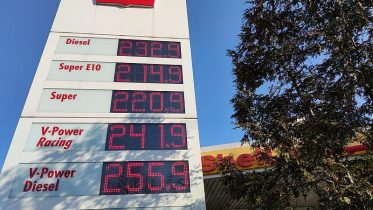 Diesel 232.9
Super E10 214.9
Super 220.9
V-Power
Racing 241.9
V-Power
Diesel 255.9